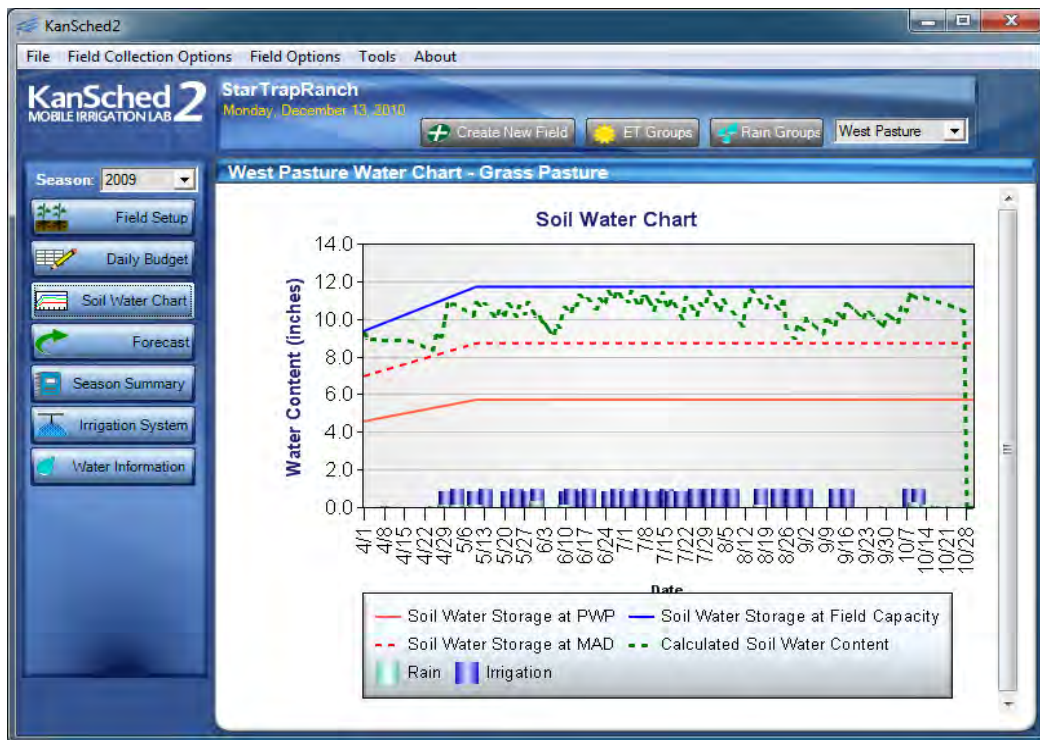 KanSched2
File Field Collection Options Field Options Tools About
KanSched 2
MOBILE IRRIGATION LAB
StarTrapRanch
Monday, December 13, 2010
Create New Field ET Groups Rain Groups West Pasture
Season: 2009
Field Setup
Daily Budget
Soil Water Chart
Forecast
Season Summary
Irrigation System
Water Information
West Pasture Water Chart - Grass Pasture
Soil Water Chart
Water Content (inches)
14.0
12.0
10.0
8.0
6.0
4.0
2.0
0.0
4/1 4/8 4/15 4/22 4/29 5/6 5/13 5/20 5/27 6/3 6/10 6/17 6/24 7/1 7/8 7/15 7/22 7/29 8/5 8/12 8/19 8/26 9/2 9/9 9/16 9/23 9/30 10/7 10/14 10/21 10/28
Date
Soil Water Storage at PWP Soil Water Storage at Field Capacity
Soil Water Storage at MAD Calculated Soil Water Content
Rain Irrigation